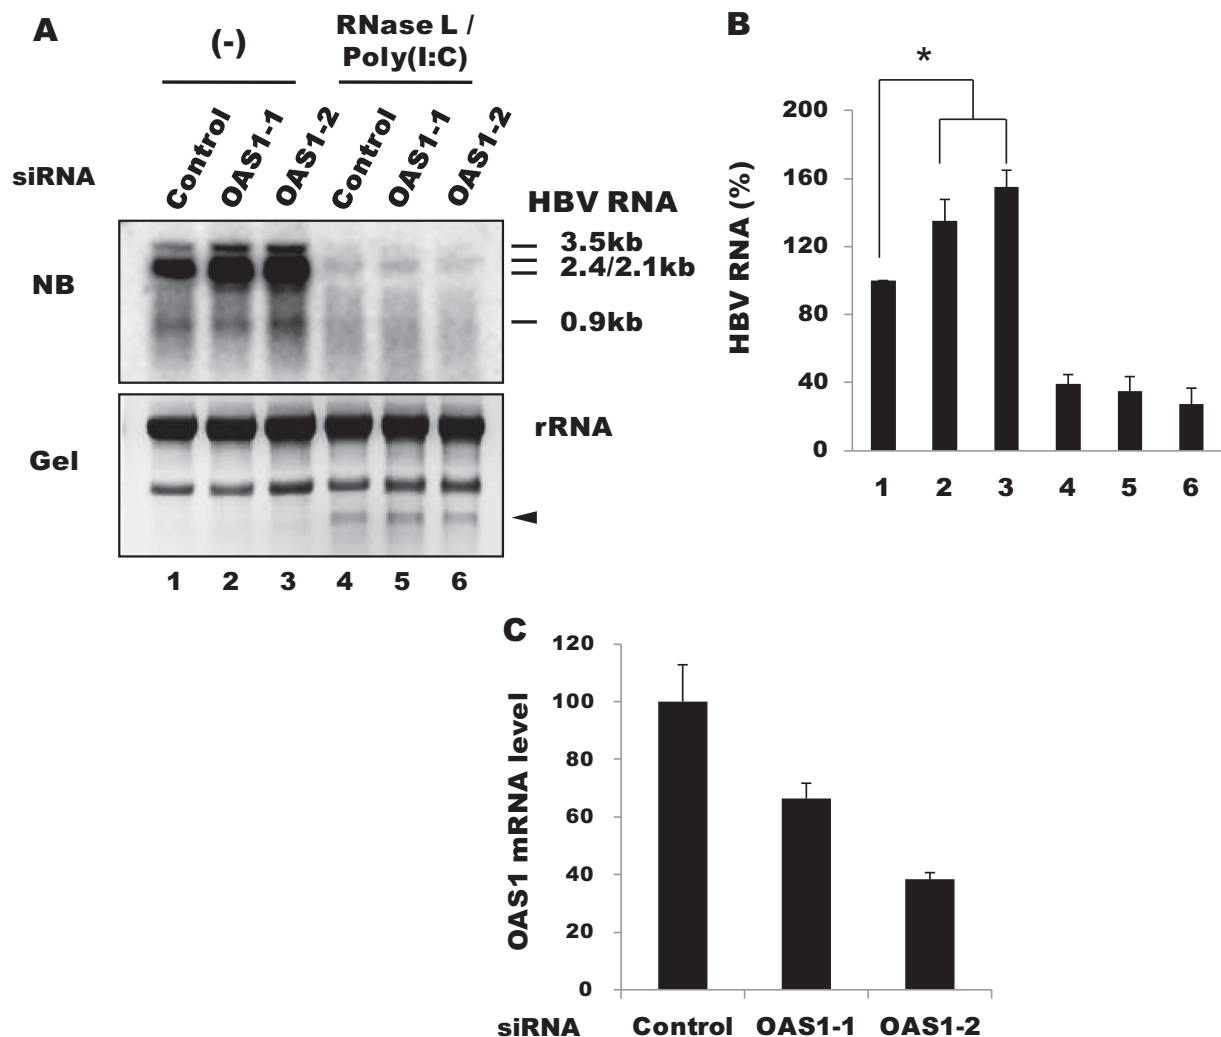 A
(-)
RNase L /
Poly(I:C)
siRNA
Control
OAS1-1
OAS1-2
Control
OAS1-1
OAS1-2
HBV RNA
NB
3.5kb
2.4/2.1kb
0.9kb
Gel
rRNA
1 2 3 4 5 6
B
*
HBV RNA (%)
200
160
120
80
40
0
1 2 3 4 5 6
C
OAS1 mRNA level
120
100
80
60
40
20
0
siRNA Control OAS1-1 OAS1-2